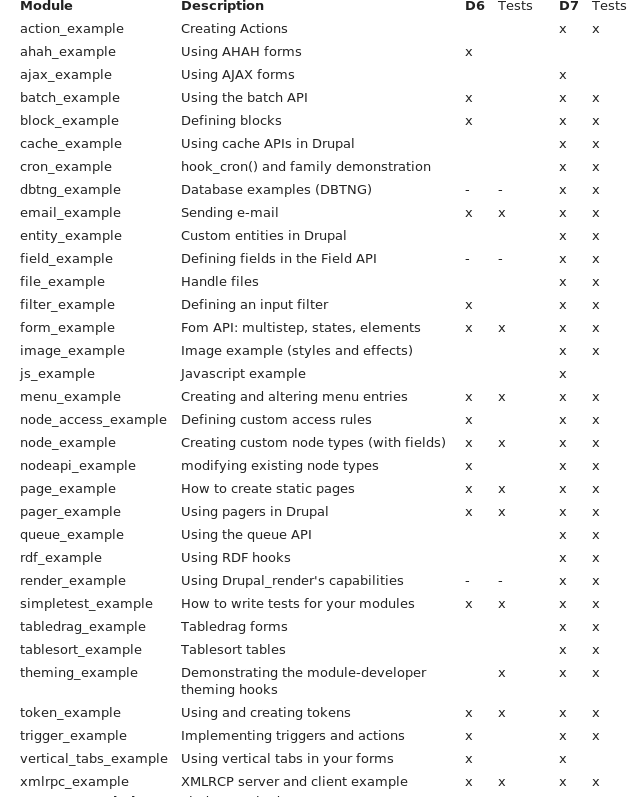 Module Description D6 Tests D7 Tests
action_example Creating Actions x x
ahah_example Using AHAH forms x
ajax_example Using AJAX forms x
batch_example Using the batch API x x x
block_example Defining blocks x x x
cache_example Using cache APIs in Drupal x x
cron_example hook_cron() and family demonstration x x
dbtng_example Database examples (DBTNG) - - x x
email_example Sending e-mail x x x x
entity_example Custom entities in Drupal x x
field_example Defining fields in the Field API - - x x
file_example Handle files x x
filter_example Defining an input filter x x x
form_example Fom API: multistep, states, elements x x x x
image_example Image example (styles and effects) x x
js_example Javascript example x
menu_example Creating and altering menu entries x x x x
node_access_example Defining custom access rules x x x
node_example Creating custom node types (with fields) x x x x
nodeapi_example modifying existing node types x x x
page_example How to create static pages x x x x
pager_example Using pagers in Drupal x x x x
queue_example Using the queue API x x
rdf_example Using RDF hooks x x
render_example Using Drupal_render's capabilities - - x x
simpletest_example How to write tests for your modules x x x x
tabledrag_example Tabledrag forms x x
tablesort_example Tablesort tables x x
theming_example Demonstrating the module-developer x x x
theming hooks
token_example Using and creating tokens x x x x
trigger_example Implementing triggers and actions x x x
vertical_tabs_example Using vertical tabs in your forms x x
xmlrpc_example XMLRCP server and client example x x x x